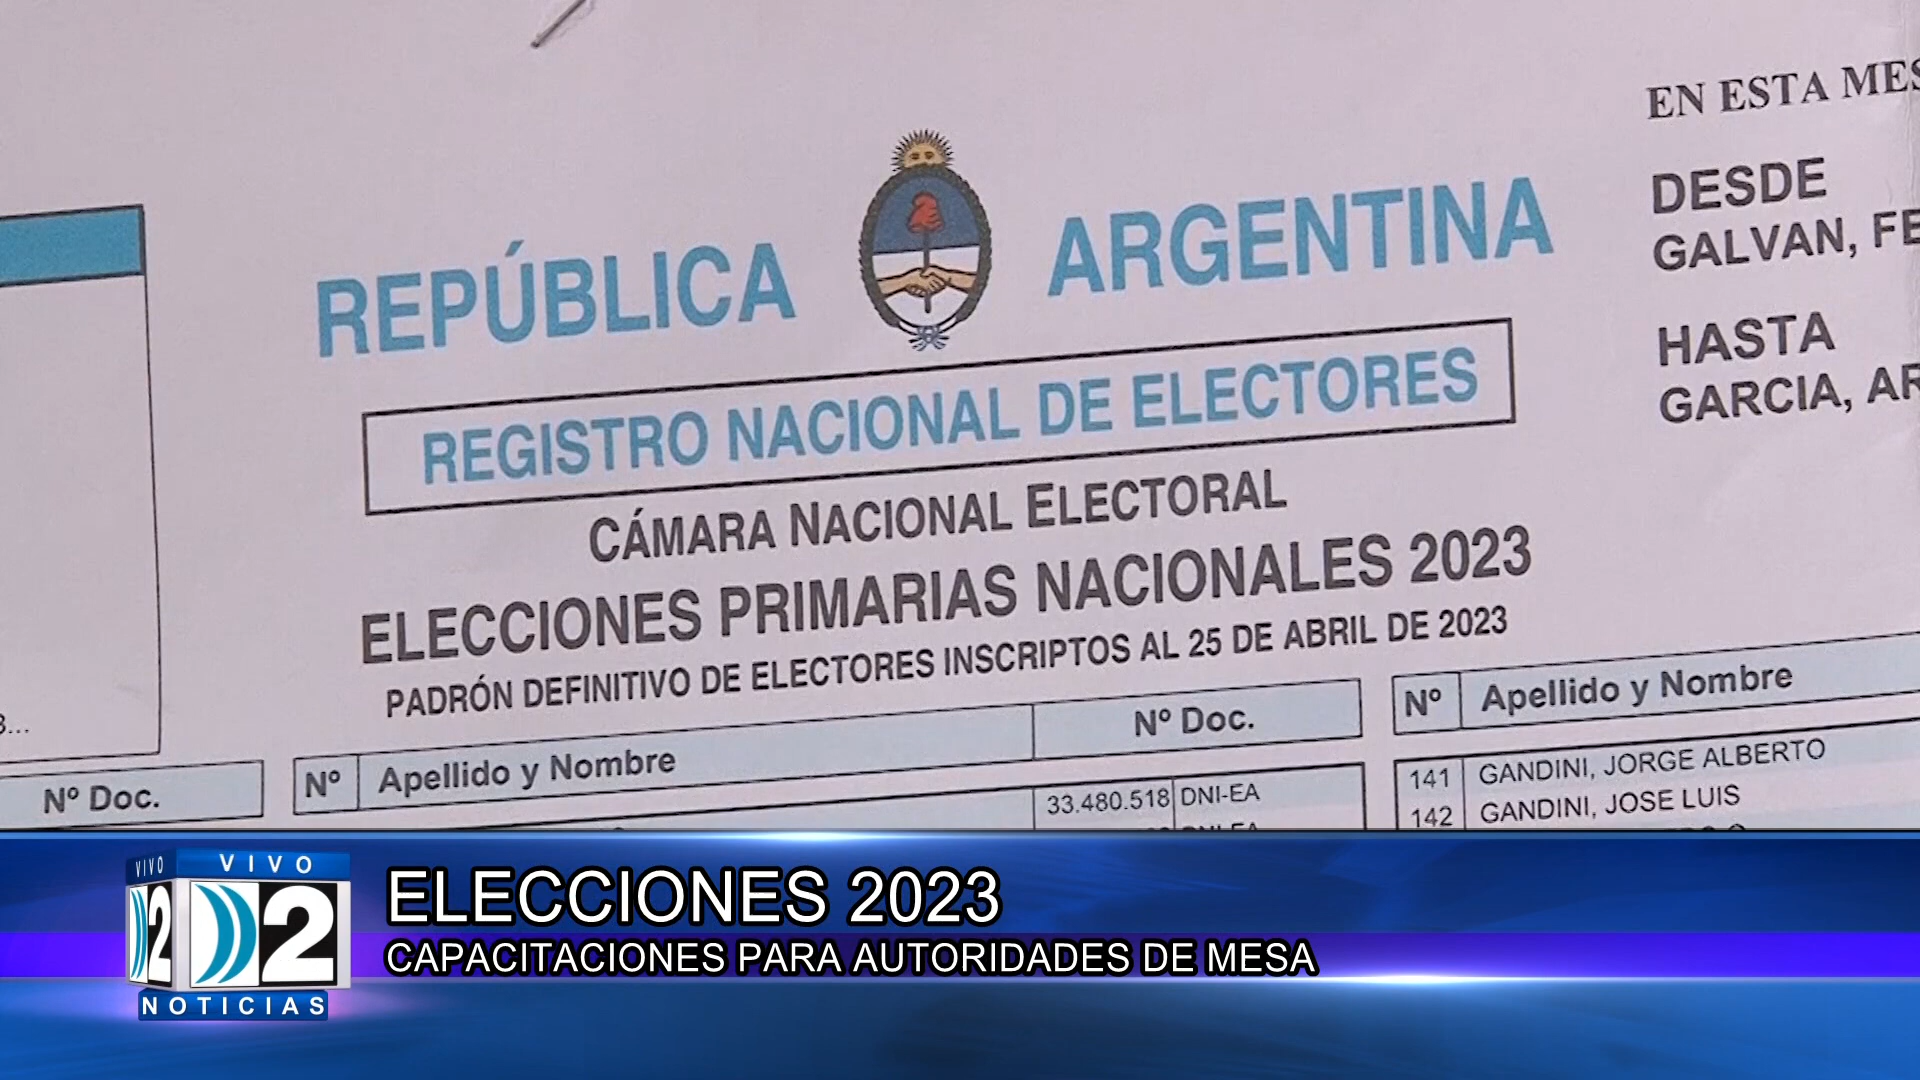 EN ESTA
DESDE
GALVAN,
HASTA
GARCIA,
REPÚBLICA ARGENTINA
REGISTRO NACIONAL DE ELECTORES
CÁMARA NACIONAL ELECTORAL
ELECCIONES PRIMARIAS NACIONALES 2023
PADRÓN DEFINITIVO DE ELECTORES INSCRIPTOS AL 25 DE ABRIL DE 2023
Nº Doc.
Nº Apellido y Nombre Nº Doc.
33.480.518 DNI-EA
Nº Apellido y Nombre
141 GANDINI, JORGE ALBERTO
142 GANDINI, JOSE LUIS
VIVO VIVO
2 2
NOTICIAS
ELECCIONES 2023
CAPACITACIONES PARA AUTORIDADES DE MESA